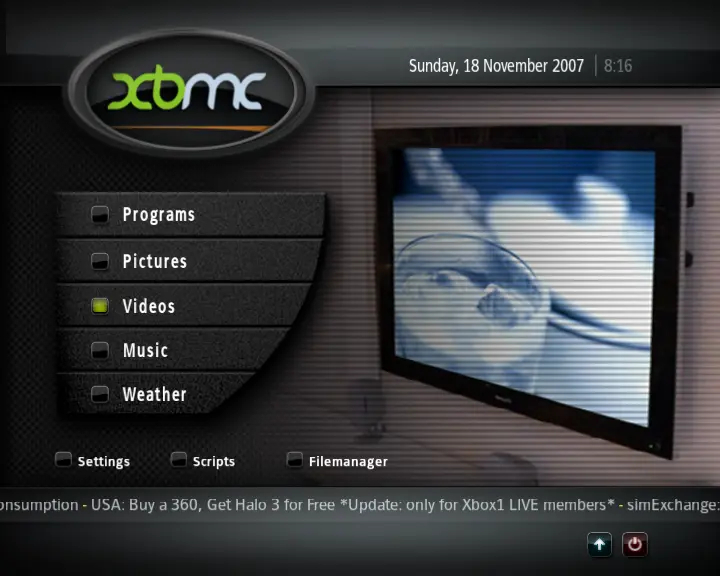 xbmc
Sunday, 18 November 2007 8:16
Programs
Pictures
Videos
Music
Weather
Settings Scripts Filemanager
onsumption - USA: Buy a 360, Get Halo 3 for Free *Update: only for Xbox1 LIVE members* - simExchange: